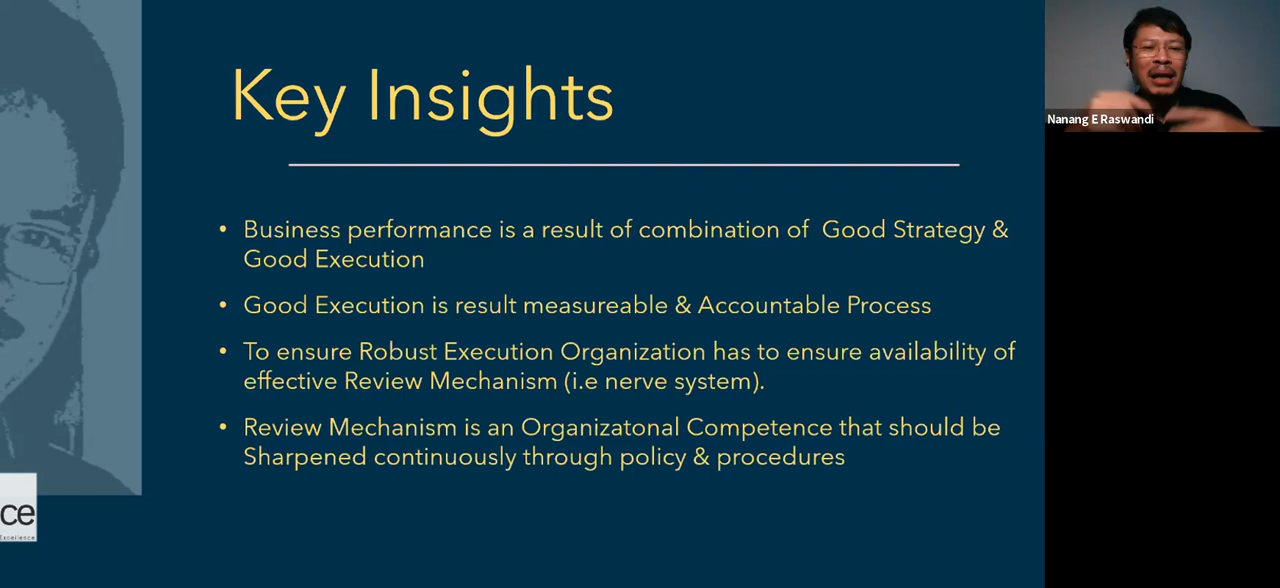 Key Insights
• Business performance is a result of combination of  Good Strategy &
Good Execution
• Good Execution is result measureable & Accountable Process
• To ensure Robust Execution Organization has to ensure availability of
effective Review Mechanism (i.e nerve system).
• Review Mechanism is an Organizatonal Competence that should be
Sharpened continuously through policy & procedures
Nanang E Raswandi
ce
Excellence